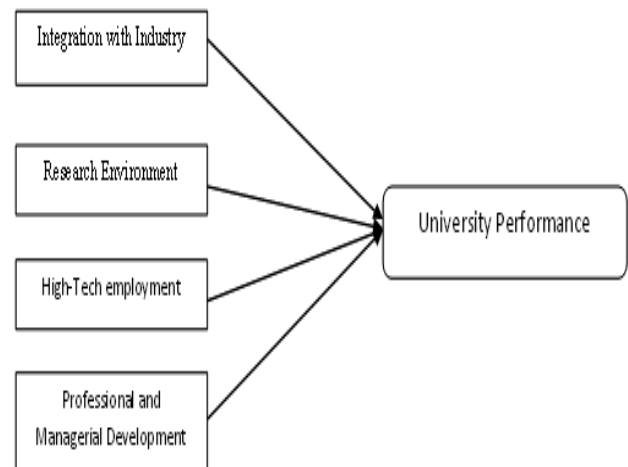 Integration with Industry
Research Environment
University Performance
High-Tech employment
Professional and
Managerial Development